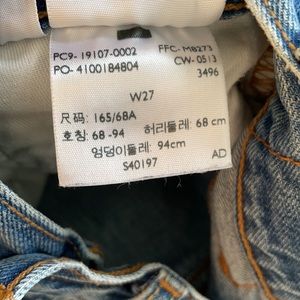 PC9- 19107-0002 FFC- M8273
PO- 4100184804 CW- 0513
3496
W27
尺码: 165/68A
호칭: 68 -94 허리둘레: 68 cm
엉덩이둘레: 94cm
S40197 AD